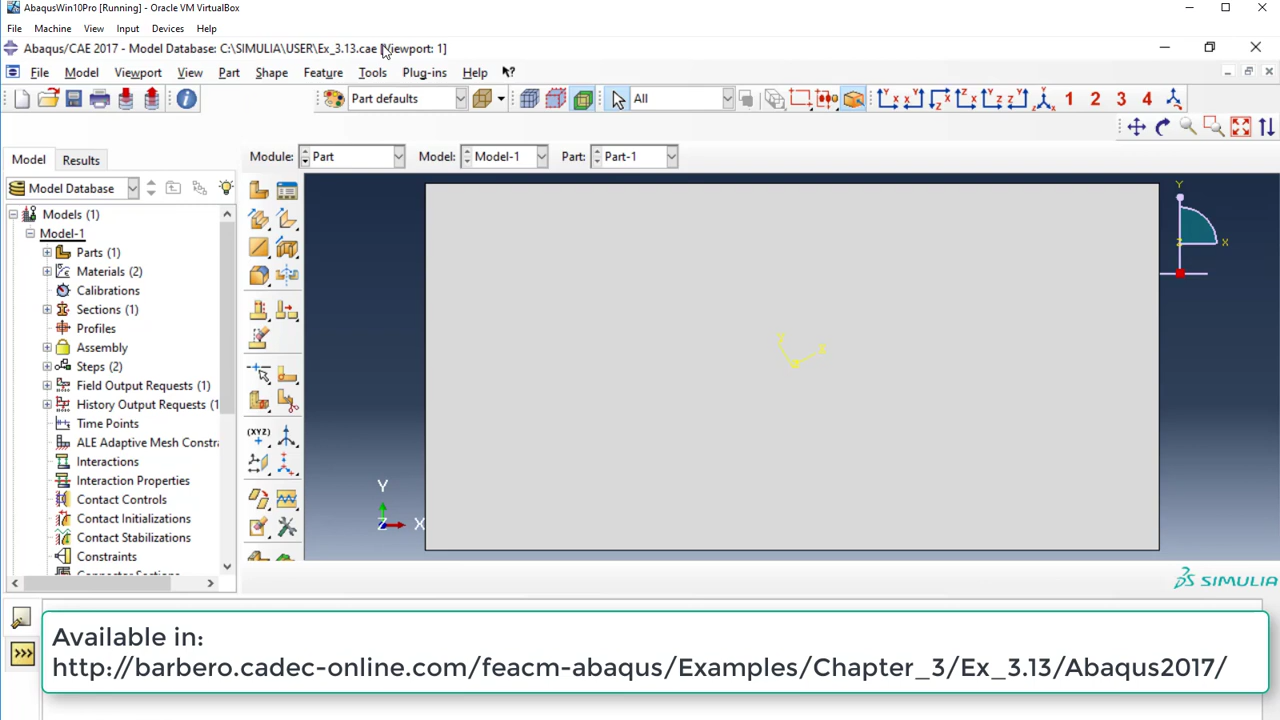 AbaqusWin10Pro [Running] - Oracle VM VirtualBox
File Machine View Input Devices Help
Abaqus/CAE 2017 - Model Database: C:\SIMULIA\USER\Ex_3.13.cae [Viewport: 1]
File Model Viewport View Part Shape Feature Tools Plug-ins Help
Part defaults All 1 2 3 4
Model Results Module: Part Model: Model-1 Part: Part-1
Model Database
Models (1)
Model-1
Parts (1)
Materials (2)
Calibrations
Sections (1)
Profiles
Assembly
Steps (2)
Field Output Requests (1)
History Output Requests (1
Time Points
ALE Adaptive Mesh Constra
Interactions
Interaction Properties
Contact Controls
Contact Initializations
Contact Stabilizations
Constraints
(XYZ)
Y
Z X
Y
Z X
SIMULIA
>>>
Available in:
http://barbero.cadec-online.com/feacm-abaqus/Examples/Chapter_3/Ex_3.13/Abaqus2017/